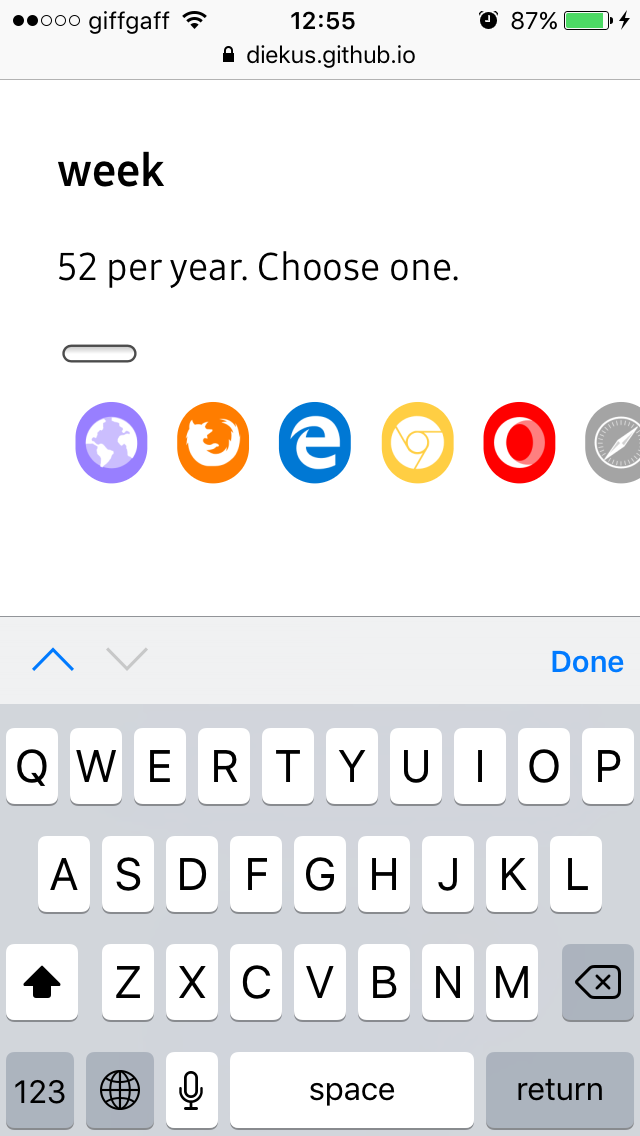 giffgaff 12:55 87%
diekus.github.io
week
52 per year. Choose one.
Done
Q W E R T Y U I O P
A S D F G H J K L
Z X C V B N M
123 space return